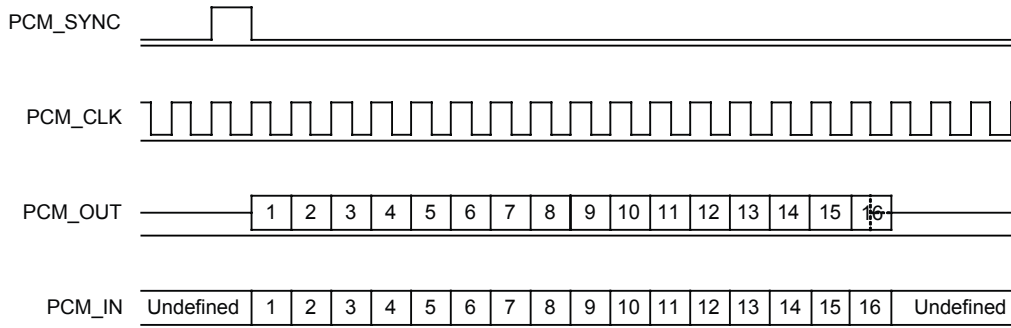 PCM_SYNC
PCM_CLK
PCM_OUT 1 2 3 4 5 6 7 8 9 10 11 12 13 14 15 16
PCM_IN Undefined 1 2 3 4 5 6 7 8 9 10 11 12 13 14 15 16 Undefined